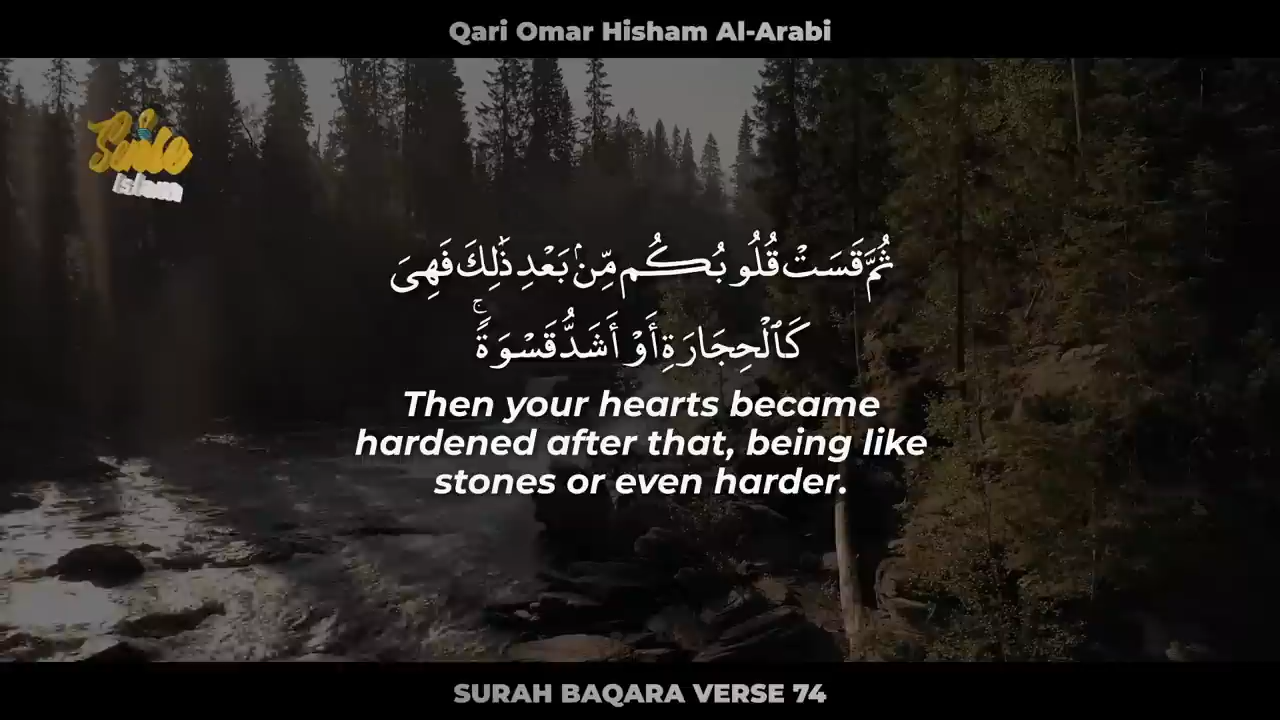 Qari Omar Hisham Al-Arabi
Smile
Islam
ثُمَّ قَسَتْ قُلُوبُكُم مِّنۢ بَعْدِ ذَٰلِكَ فَهِىَ
كَٱلْحِجَارَةِ أَوْ أَشَدُّ قَسْوَةً ۚ
Then your hearts became
hardened after that, being like
stones or even harder.
SURAH BAQARA VERSE 74